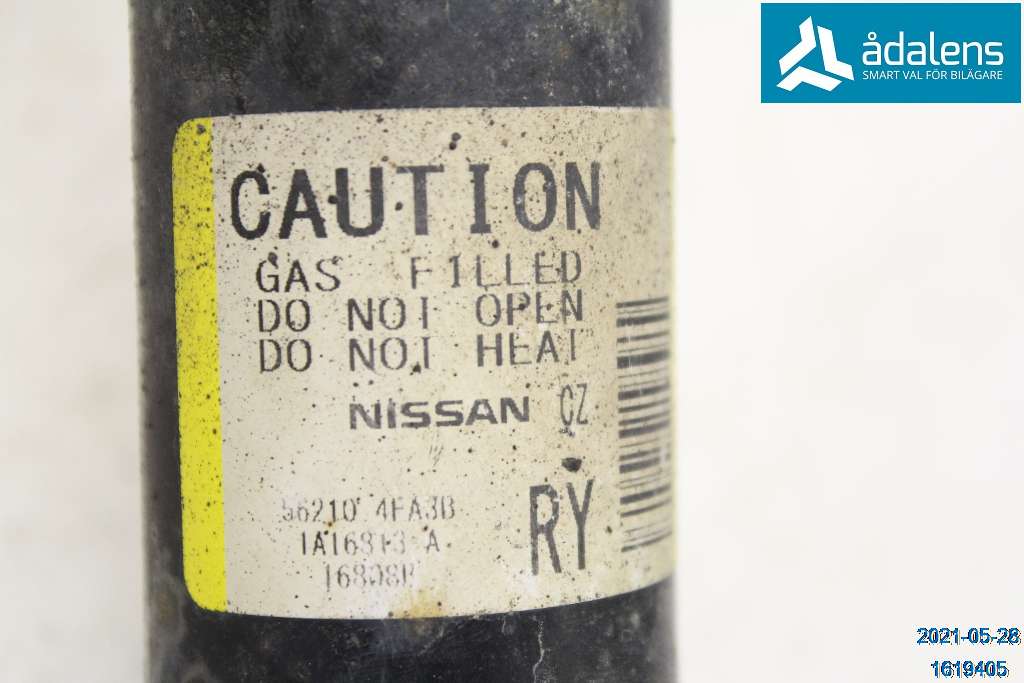 ådalens
SMART VAL FÖR BILÄGARE
CAUTION
GAS FILLED
DO NOT OPEN
DO NOT HEAT
NISSAN CZ
56210 4EA3B
RY
2021-05-28
1619405